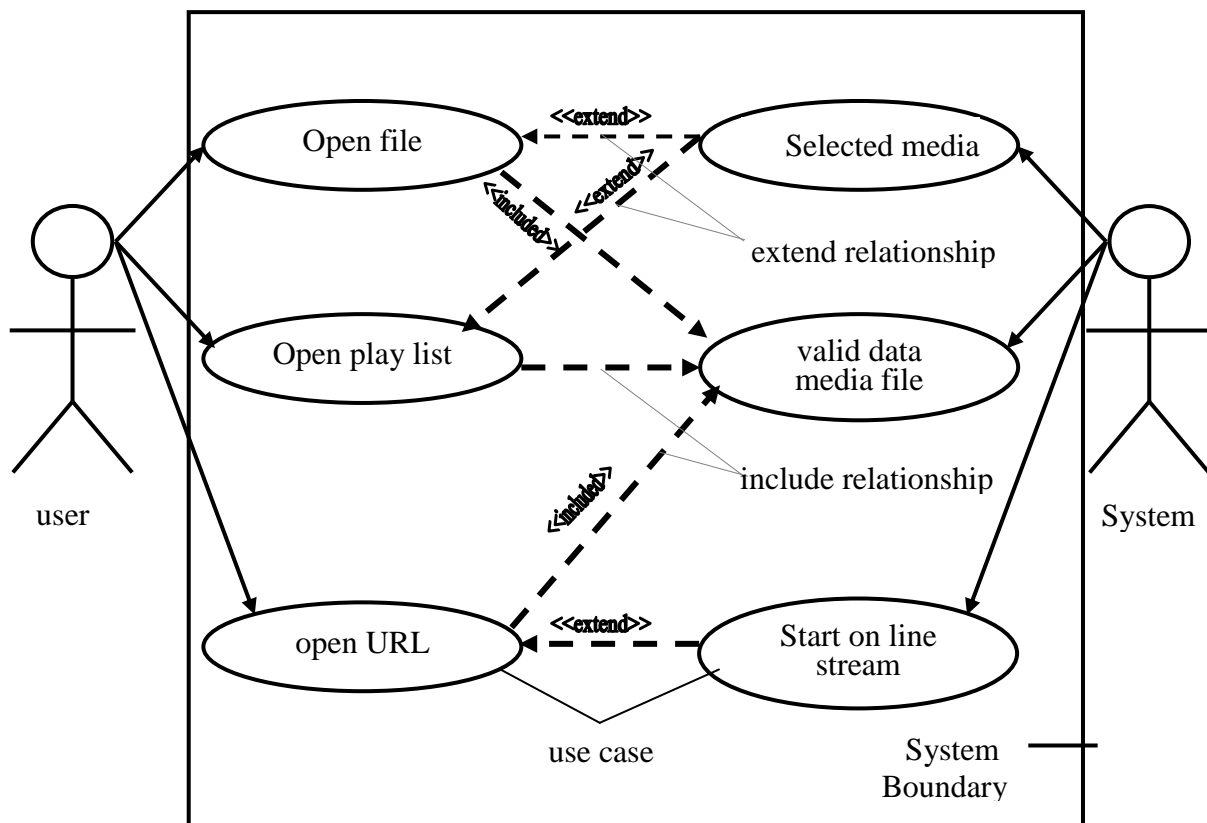 <<extend>>
Open file
Selected media
<<extend>>
<<included>>
extend relationship
Open play list
valid data
media file
<<included>>
include relationship
user
System
<<extend>>
open URL
Start on line
stream
use case
System
Boundary